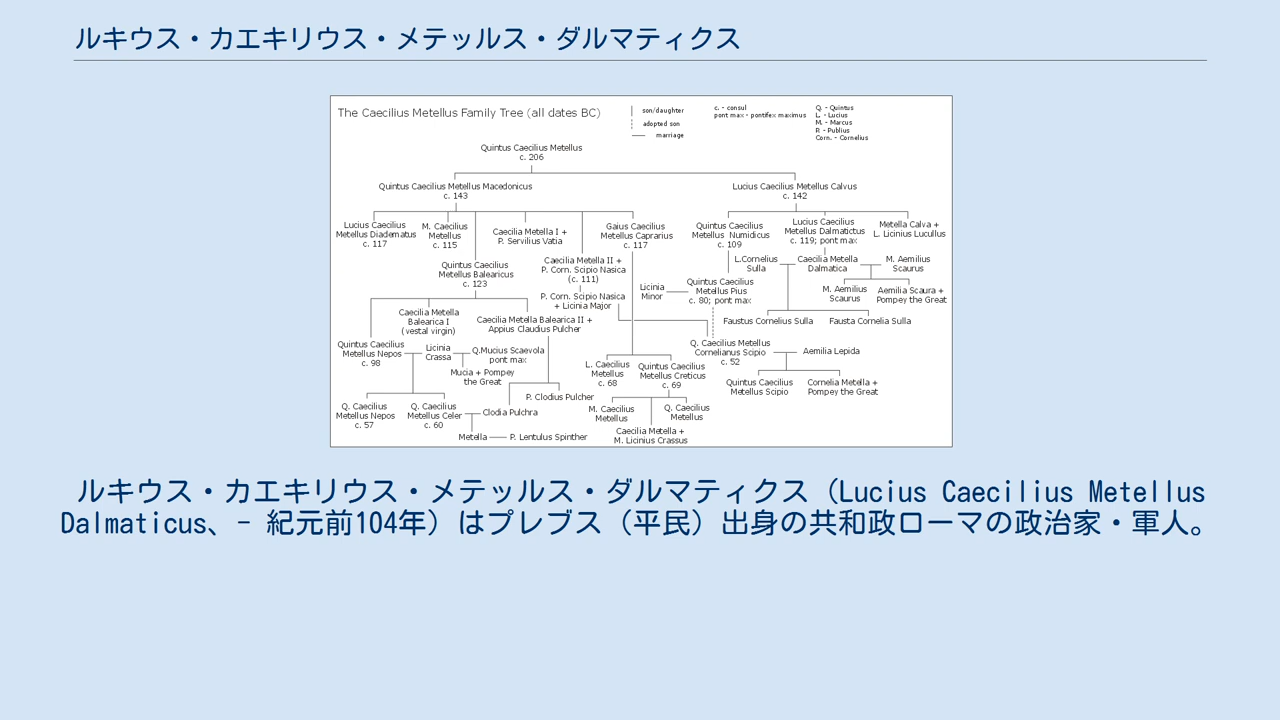 ルキウス・カエキリウス・メテッルス・ダルマティクス
The Caecilius Metellus Family Tree (all dates BC)
son/daughter
adopted son
marriage
c. - consul
pont max - pontifex maximus
Q. - Quintus
L. - Lucius
M. - Marcus
P. - Publius
Corn. - Cornelius
Quintus Caecilius Metellus
c. 206
Quintus Caecilius Metellus Macedonicus
c. 143
Lucius Caecilius Metellus Calvus
c. 142
Lucius Caecilius
Metellus Diadematus
c. 117
M. Caecilius
Metellus
c. 115
Caecilia Metella I +
P. Servilius Vatia
Gaius Caecilius
Metellus Caprarius
c. 117
Quintus Caecilius
Metellus Numidicus
c. 109
Lucius Caecilius
Metellus Dalmatictus
c. 119; pont max
Metella Calva +
L. Licinius Lucullus
Quintus Caecilius
Metellus Balearicus
c. 123
Caecilia Metella II +
P. Corn. Scipio Nasica
(c. 111)
L.Cornelius
Sulla
Caecilia Metella
Dalmatica
M. Aemilius
Scaurus
Licinia
Minor
Quintus Caecilius
Metellus Pius
c. 80; pont max
M. Aemilius
Scaurus
Aemilia Scaura +
Pompey the Great
P. Corn. Scipio Nasica
+ Licinia Major
Caecilia Metella
Balearica I
(vestal virgin)
Caecilia Metella Balearica II +
Appius Claudius Pulcher
Faustus Cornelius Sulla
Fausta Cornelia Sulla
Quintus Caecilius
Metellus Nepos
c. 98
Licinia
Crassa
Q.Mucius Scaevola
pont max
Q. Caecilius Metellus
Cornelianus Scipio
c. 52
Aemilia Lepida
Mucia + Pompey
the Great
L. Caecilius
Metellus
c. 68
Quintus Caecilius
Metellus Creticus
c. 69
Quintus Caecilius
Metellus Scipio
Cornelia Metella +
Pompey the Great
P. Clodius Pulcher
Q. Caecilius
Metellus Nepos
c. 57
Q. Caecilius
Metellus Celer
c. 60
Clodia Pulchra
M. Caecilius
Metellus
Q. Caecilius
Metellus
Metella
P. Lentulus Spinther
Caecilia Metella +
M. Licinius Crassus
ルキウス・カエキリウス・メテッルス・ダルマティクス（Lucius Caecilius Metellus
Dalmaticus、- 紀元前104年）はプレブス（平民）出身の共和政ローマの政治家・軍人。